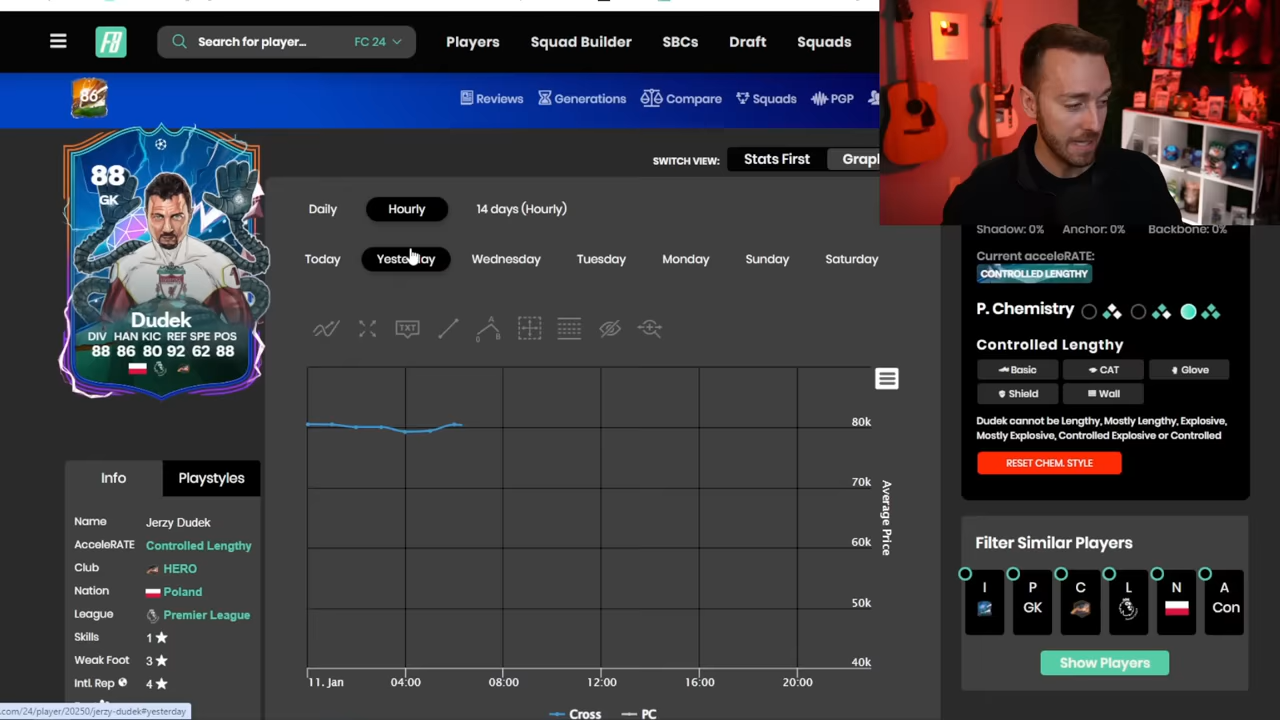 FB
Search for player...
FC 24
Players
Squad Builder
SBCs
Draft
Squads
86
Reviews
Generations
Compare
Squads
PGP
SWITCH VIEW:
Stats First
Graph
88
GK
Dudek
DIV HAN KIC REF SPE POS
88 86 80 92 62 88
Daily
Hourly
14 days (Hourly)
Today
Yesterday
Wednesday
Tuesday
Monday
Sunday
Saturday
TXT
80k
70k
60k
50k
40k
Average Price
11. Jan
04:00
08:00
12:00
16:00
20:00
Cross
PC
Info
Playstyles
Name Jerzy Dudek
AcceleRATE Controlled Lengthy
Club HERO
Nation Poland
League Premier League
Skills 1
Weak Foot 3
Intl. Rep 4
.com/24/player/20250/jerzy-dudek#yesterday
Shadow: 0% Anchor: 0% Backbone: 0%
Current acceleRATE:
CONTROLLED LENGTHY
P. Chemistry
Controlled Lengthy
Basic
CAT
Glove
Shield
Wall
Dudek cannot be Lengthy, Mostly Lengthy, Explosive,
Mostly Explosive, Controlled Explosive or Controlled
RESET CHEM. STYLE
Filter Similar Players
I
P
GK
C
L
N
A
Con
Show Players